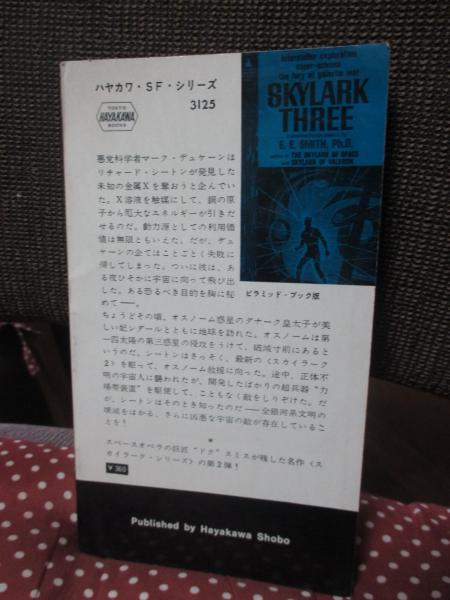 ハヤカワ・SF・シリーズ
3125
TOKYO
HAYAKAWA
BOOKS
interstellar exploration
super-science
the fury of galactic war
SKYLARK
THREE
E. E. SMITH, Ph.D.
THE SKYLARK OF SPACE
SKYLARK OF VALERON
ピラミッド・ブック版
悪党科学者マーク・デュケーンは
リチャード・シートンが発見した
未知の金属Xを奪おうと企んでい
た。X溶液を触媒にして、銅の原
子から厖大なエネルギーが引きだ
せるのだ。動力源としての利用価
値は無限ともいえた。だが、デュ
ケーンの企てはことごとく失敗に
帰してしまった。ついに彼は、あ
る夜ひそかに宇宙に向って飛び出
した。ある恐るべき目的を胸に秘
めて――。
ちょうどその頃、オスノーム惑星のデナーク皇太子が美
しい妃シダールとともに地球を訪れた。オスノームは第
一四太陽の第三惑星の侵攻をうけて、破滅寸前にあると
いうのだ。シートンはさっそく、最新の〈スカイラーク
2〉を駆って、オスノーム救援に向った。途中、正体不
明の宇宙人に襲われたが、開発したばかりの超兵器“力
場帯装置”を駆使して、こともなく敵をしりぞけた。だ
が、シートンはそのとき知ったのだ――全銀河系文明の
壊滅をはかる、さらに凶悪な宇宙の敵が存在しているこ
とを!
*
スペースオペラの巨匠“ドク”スミスが残した名作〈ス
カイラーク・シリーズ〉の第2弾!
¥360
Published by Hayakawa Shobo